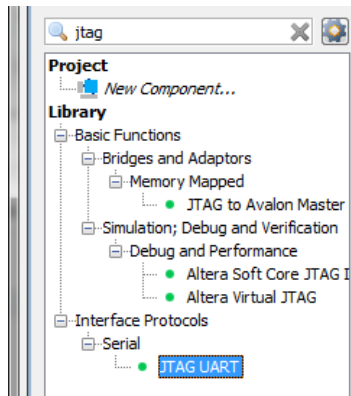 jtag
Project
New Component...
Library
Basic Functions
Bridges and Adaptors
Memory Mapped
JTAG to Avalon Master
Simulation; Debug and Verification
Debug and Performance
Altera Soft Core JTAG
Altera Virtual JTAG
Interface Protocols
Serial
JTAG UART